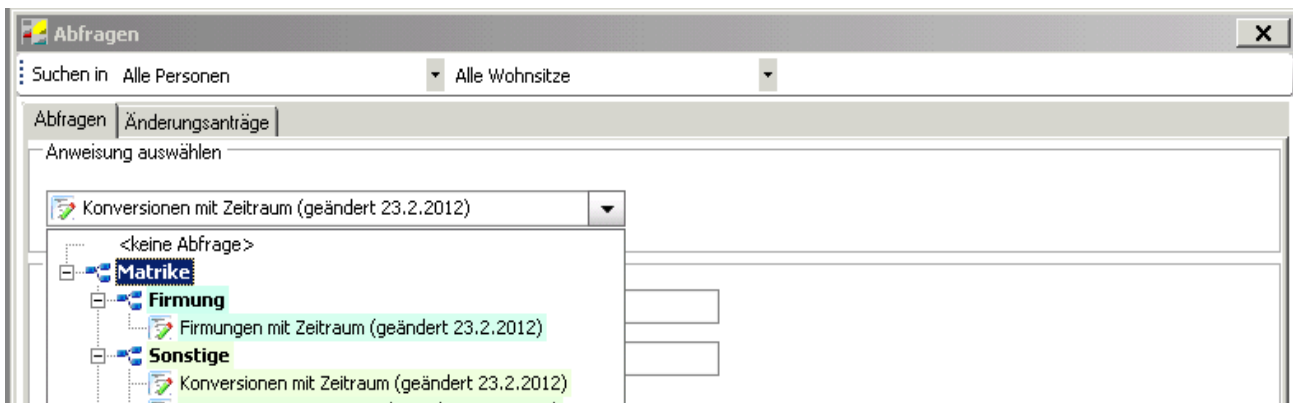 Abfragen
Suchen in Alle Personen Alle Wohnsitze
Abfragen Änderungsanträge
Anweisung auswählen
Konversionen mit Zeitraum (geändert 23.2.2012)
<keine Abfrage>
Matrike
Firmung
Firmungen mit Zeitraum (geändert 23.2.2012)
Sonstige
Konversionen mit Zeitraum (geändert 23.2.2012)